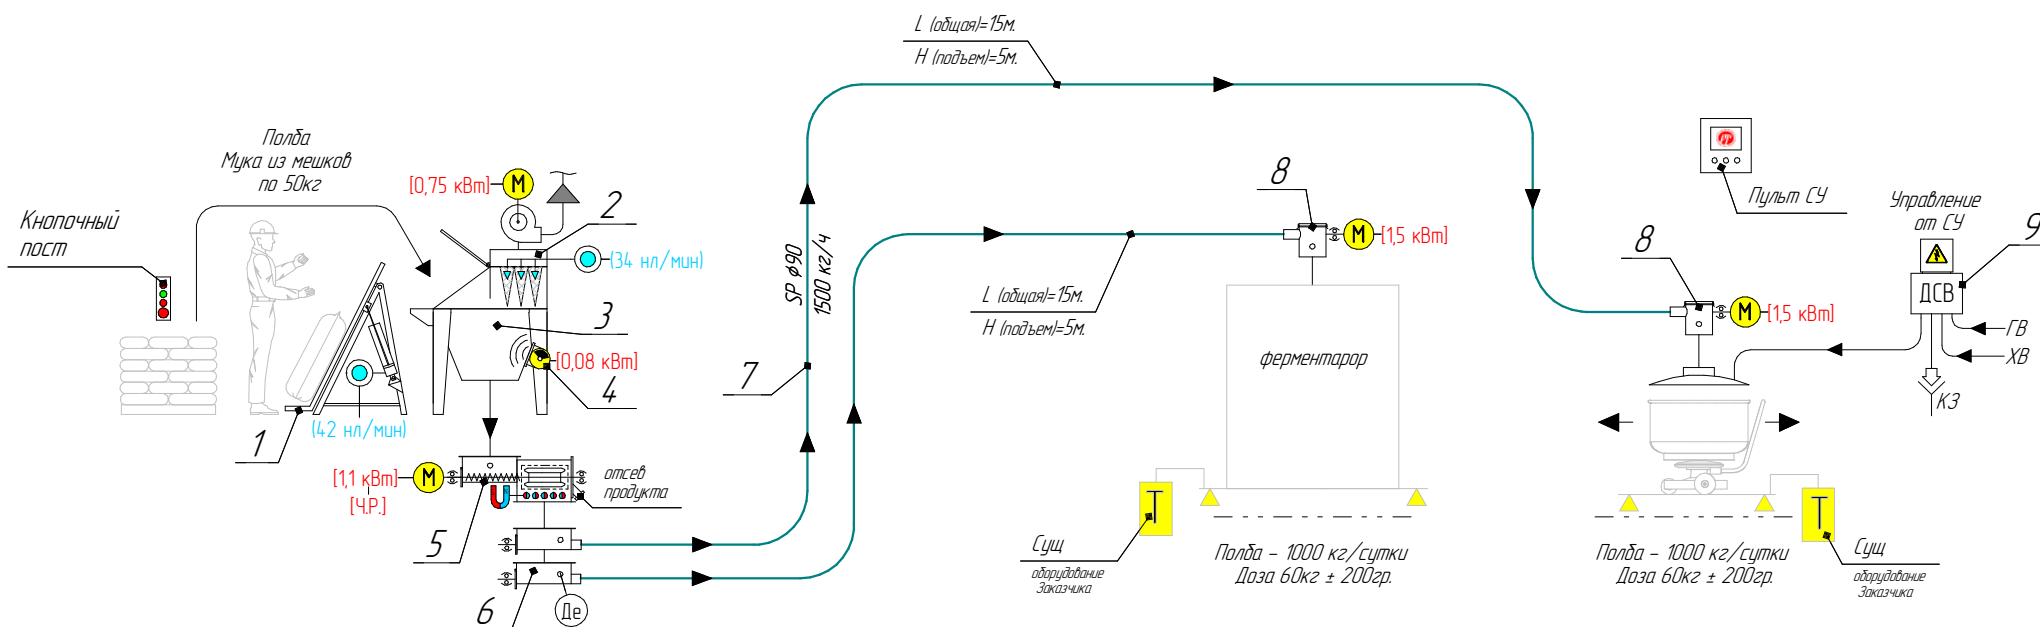 L (общая)=15м.
H (подъем)=5м.
Полба
Мука из мешков
по 50кг
Кнопочный
пост
[0,75 кВт]
M
2
(34 нл/мин)
3
[0,08 кВт]
4
1
(42 нл/мин)
[1,1 кВт]
[Ч.Р.]
M
5
отсев
продукта
6
Де
7
SP ф90
1500 кг/ч
L (общая)=15м.
H (подъем)=5м.
8
M
[1,5 кВт]
ферментарор
Сущ
оборудование
Заказчика
Полба - 1000 кг/сутки
Доза 60кг ± 200гр.
8
M
[1,5 кВт]
Пульт СУ
Управление
от СУ
9
ДСВ
ГВ
ХВ
КЗ
Полба - 1000 кг/сутки
Доза 60кг ± 200гр.
Сущ
оборудование
Заказчика